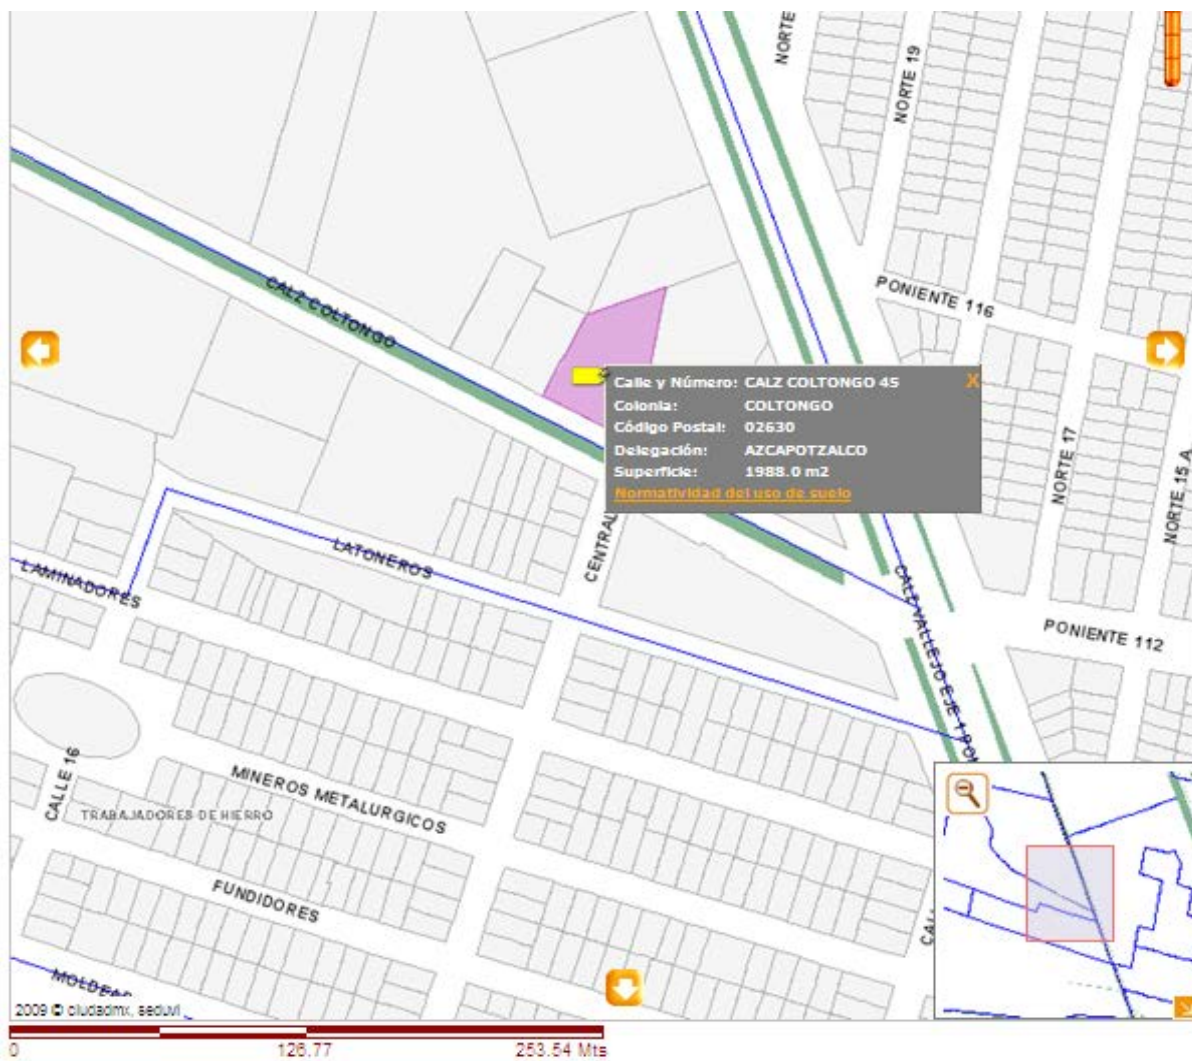 NORTE
NORTE 19
CALZ COLTONGO
PONIENTE 116
Calle y Número: CALZ COLTONGO 45
X
Colonia: COLTONGO
Código Postal: 02630
Delegación: AZCAPOTZALCO
Superficie: 1988.0 m2
Normatividad del uso de suelo
NORTE 17
NORTE 15 A
CENTRAL
LATONEROS
LAMINADORES
CALZ VALLEJO EJE 1 PON
PONIENTE 112
CALLE 16
MINEROS METALURGICOS
TRABAJADORES DE HIERRO
FUNDIDORES
CAL
2009 © ciudadmx, seduvi
0 126.77 253.54 Mts